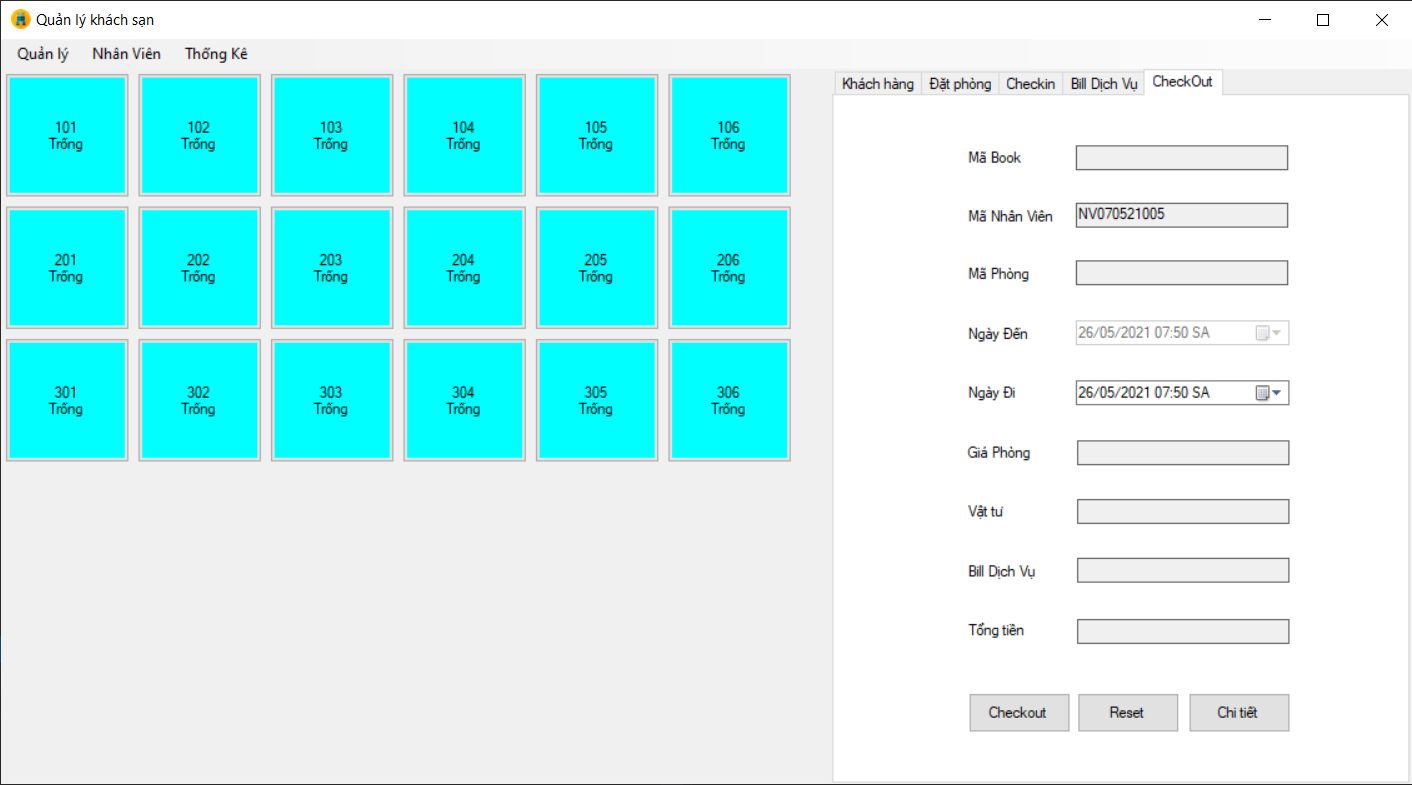 Quản lý khách sạn
Quản lý Nhân Viên Thống Kê
101 102 103 104 105 106
Trống Trống Trống Trống Trống Trống
201 202 203 204 205 206
Trống Trống Trống Trống Trống Trống
301 302 303 304 305 306
Trống Trống Trống Trống Trống Trống
Khách hàng Đặt phòng Checkin Bill Dịch Vụ CheckOut
Mã Book
Mã Nhân Viên NV070521005
Mã Phòng
Ngày Đến 26/05/2021 07:50 SA
Ngày Đi 26/05/2021 07:50 SA
Giá Phòng
Vật tư
Bill Dịch Vụ
Tổng tiền
Checkout Reset Chi tiết